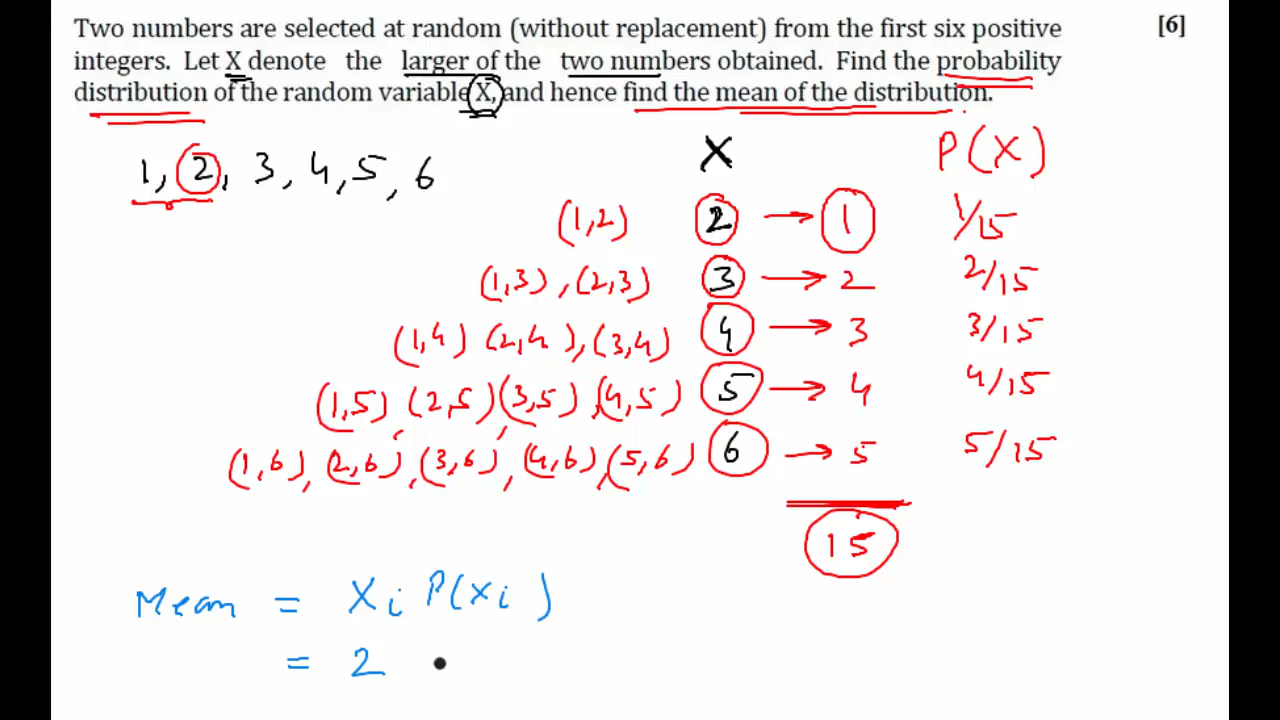 Two numbers are selected at random (without replacement) from the first six positive [6]
integers. Let X denote the larger of the two numbers obtained. Find the probability
distribution of the random variable X, and hence find the mean of the distribution.
1, 2, 3, 4, 5, 6 X P(X)
(1,2) 2 → 1 1/15
(1,3), (2,3) 3 → 2 2/15
(1,4) (2,4), (3,4) 4 → 3 3/15
(1,5), (2,5), (3,5), (4,5) 5 → 4 4/15
(1,6), (2,6), (3,6), (4,6), (5,6) 6 → 5 5/15
15
Mean = Xi P(Xi)
= 2